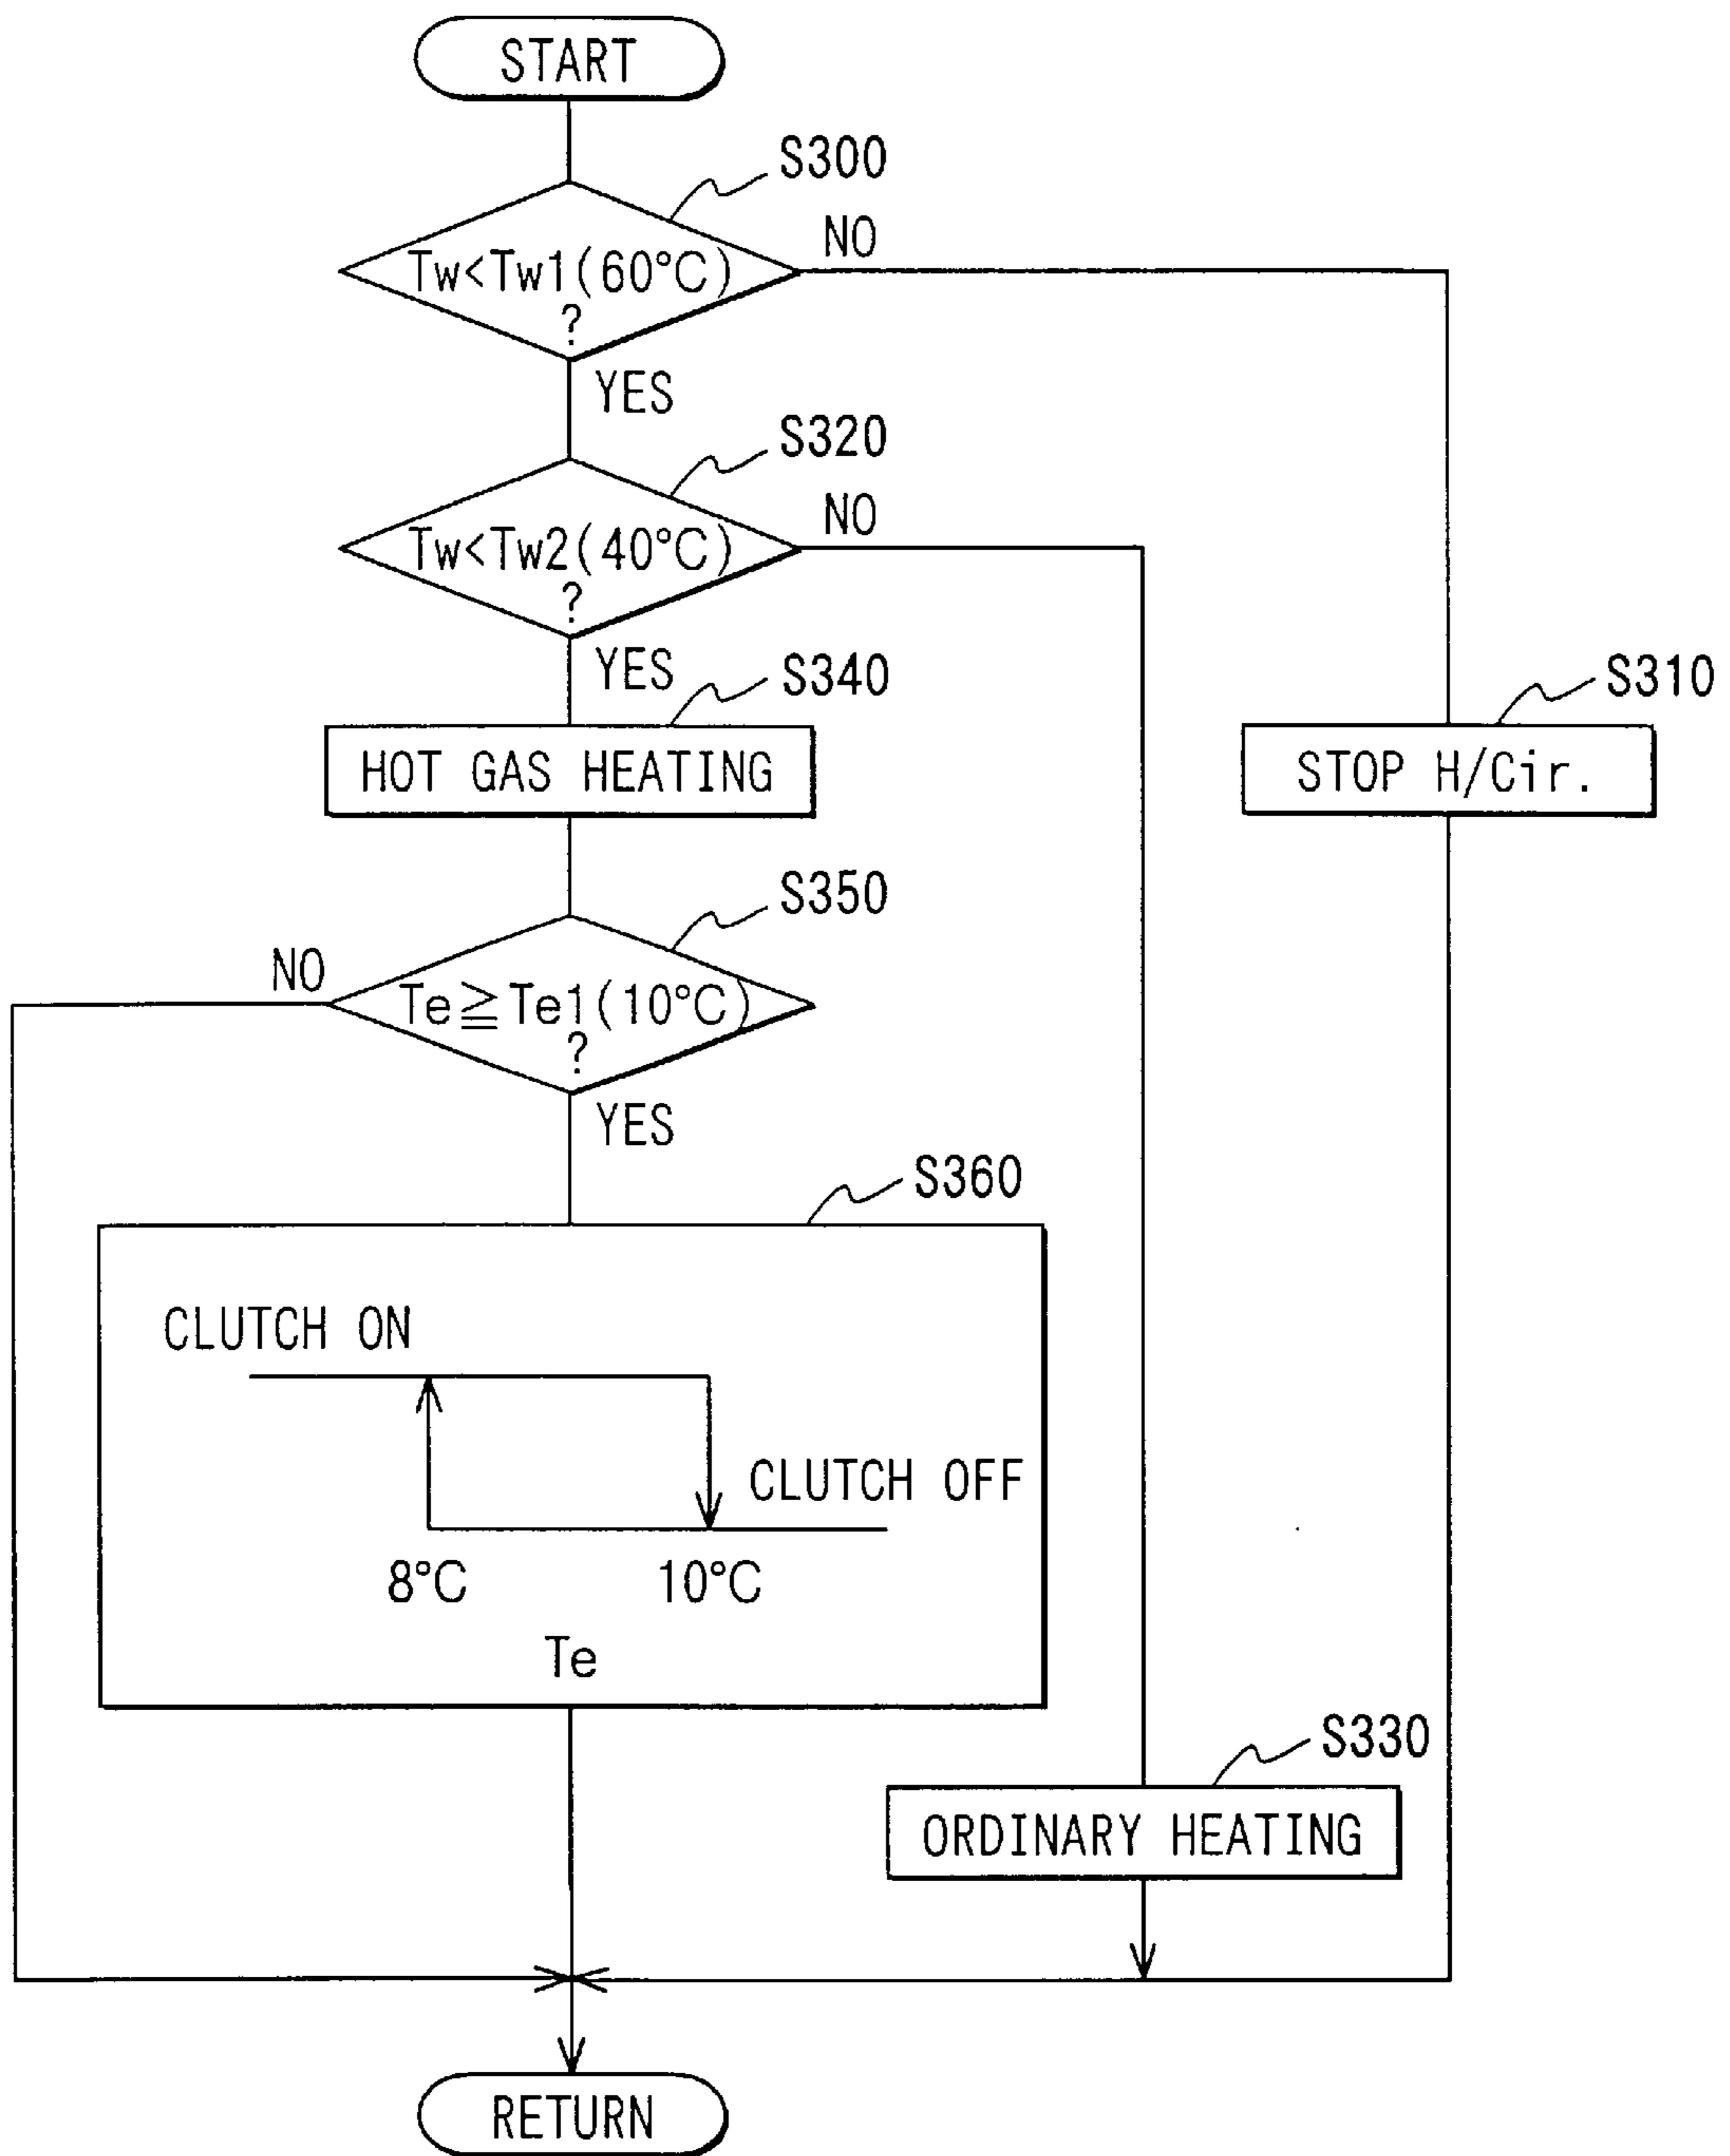 START
S300
NO
Tw<Tw1(60°C)
?
YES
S320
NO
Tw<Tw2(40°C)
?
YES
S340
S310
HOT GAS HEATING
STOP H/Cir.
S350
NO
Te≧Te1(10°C)
?
YES
S360
CLUTCH ON
CLUTCH OFF
8°C
10°C
Te
S330
ORDINARY HEATING
RETURN